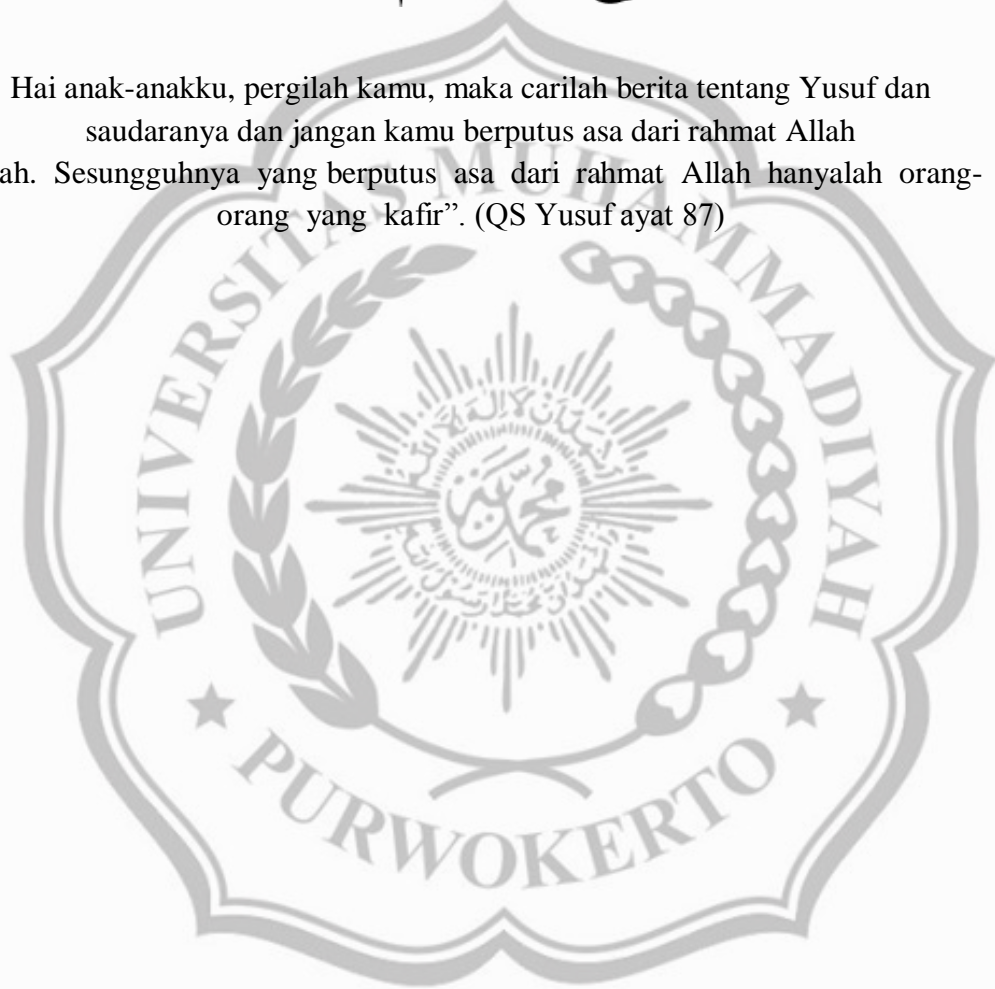 Hai anak-anakku, pergilah kamu, maka carilah berita tentang Yusuf dan
saudaranya dan jangan kamu berputus asa dari rahmat Allah
ah. Sesungguhnya yang berputus asa dari rahmat Allah hanyalah orang-
orang yang kafir”. (QS Yusuf ayat 87)
UNIVERSITAS MUHAMMADIYAH
PURWOKERTO